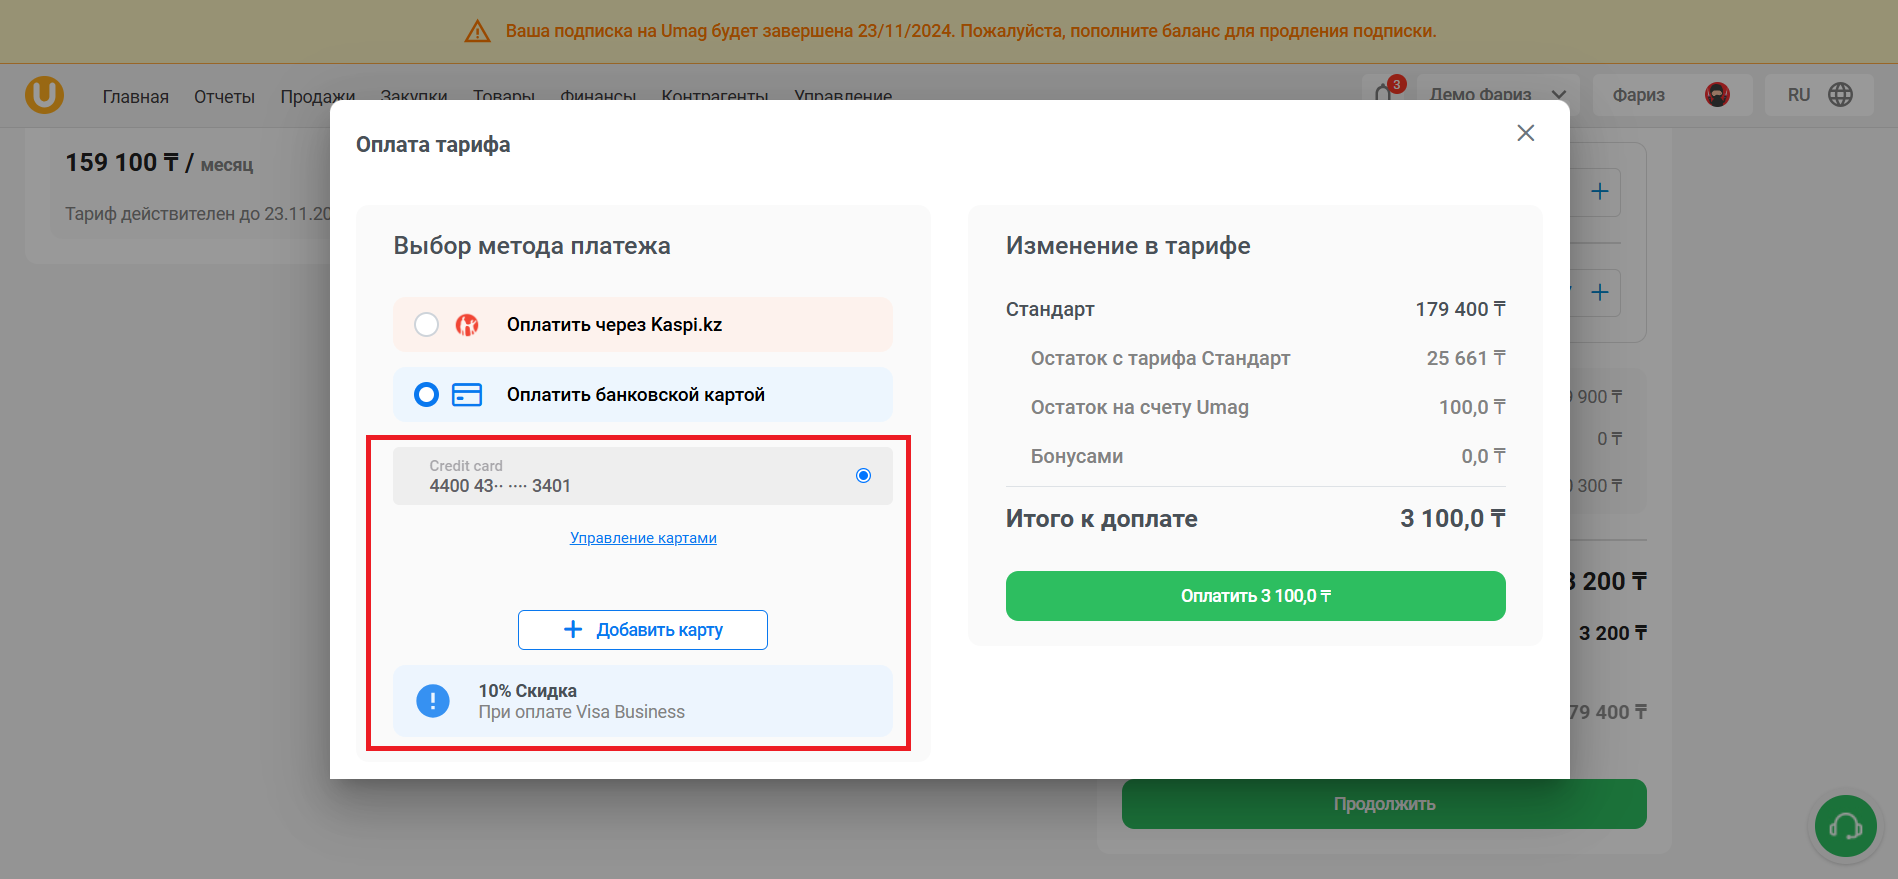 Ваша подписка на Umag будет завершена 23/11/2024. Пожалуйста, пополните баланс для продления подписки.
Главная Отчеты Продажи Закупки Товары Финансы Контрагенты Управление
3
Демо Фариз
Фариз
RU
159 100 ₸ / месяц
Тариф действителен до 23.11.20
Оплата тарифа
Выбор метода платежа
Оплатить через Kaspi.kz
Оплатить банковской картой
Credit card
4400 43·· ···· 3401
Управление картами
+ Добавить карту
10% Скидка
При оплате Visa Business
Изменение в тарифе
Стандарт 179 400 ₸
Остаток с тарифа Стандарт 25 661 ₸
Остаток на счету Umag 100,0 ₸
Бонусами 0,0 ₸
Итого к доплате 3 100,0 ₸
Оплатить 3 100,0 ₸
900 ₸
0 ₸
300 ₸
200 ₸
3 200 ₸
79 400 ₸
Продолжить